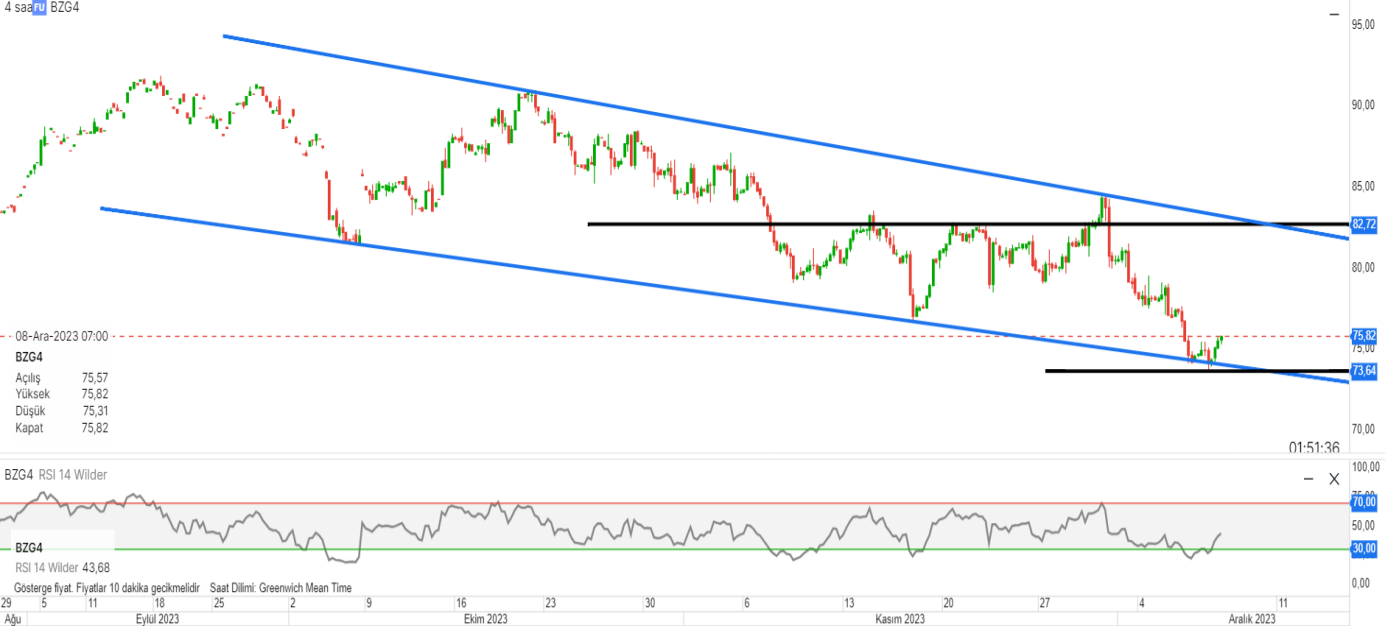 4 saa FU BZG4
95,00
90,00
85,00
82,72
80,00
08-Ara-2023 07:00
75,82
75,00
BZG4
Açılış 75,57
73,64
Yüksek 75,82
Düşük 75,31
Kapat 75,82
70,00
01:51:36
100,00
BZG4 RSI 14 Wilder
X
70,00
50,00
BZG4
30,00
RSI 14 Wilder 43,68
0,00
Gösterge fiyat. Fiyatlar 10 dakika gecikmelidir Saat Dilimi: Greenwich Mean Time
29 5 11 18 25 2 9 16 23 30 6 13 20 27 4 11
Ağu Eylül 2023 Ekim 2023 Kasım 2023 Aralık 2023